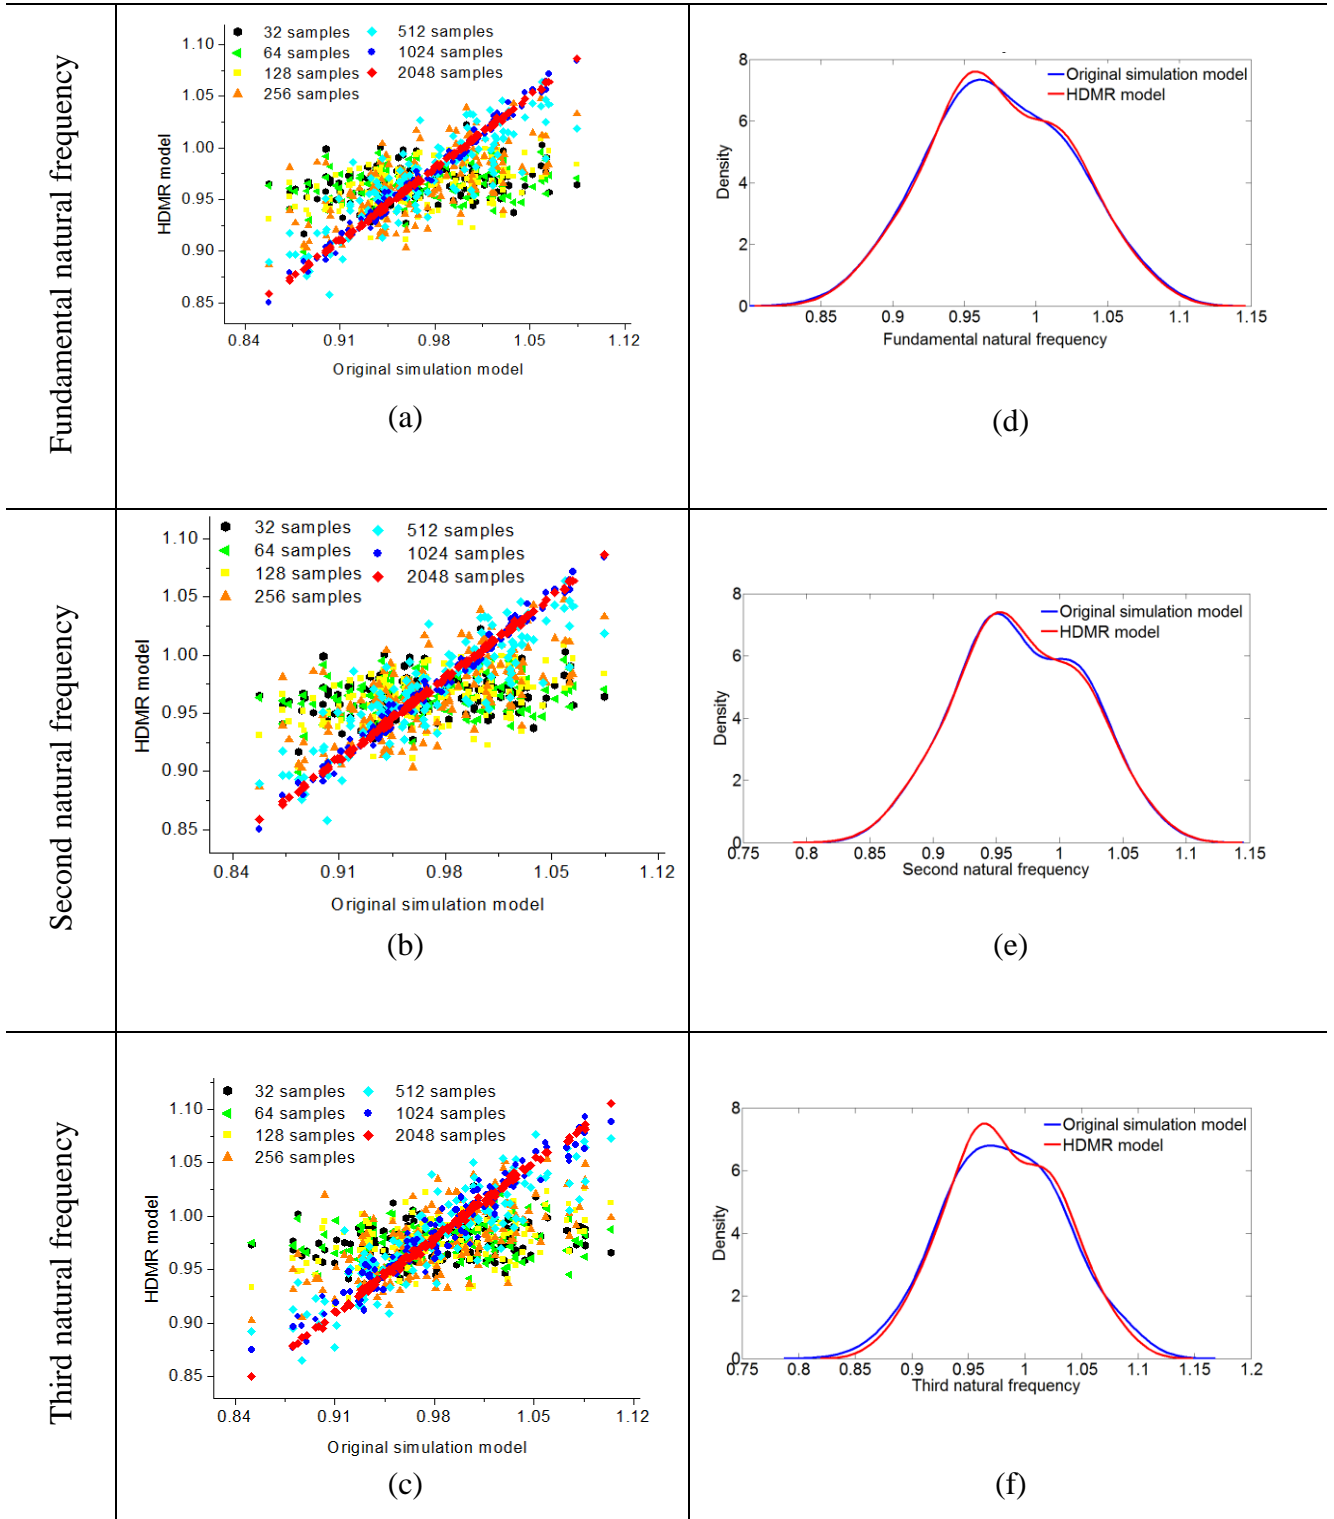 Fundamental natural frequency
32 samples
64 samples
128 samples
256 samples
512 samples
1024 samples
2048 samples
HDMR model
1.10
1.05
1.00
0.95
0.90
0.85
0.84 0.91 0.98 1.05 1.12
Original simulation model
(a)
Original simulation model
HDMR model
Density
8
6
4
2
0
0.85 0.9 0.95 1 1.05 1.1 1.15
Fundamental natural frequency
(d)
Second natural frequency
32 samples
64 samples
128 samples
256 samples
512 samples
1024 samples
2048 samples
HDMR model
1.10
1.05
1.00
0.95
0.90
0.85
0.84 0.91 0.98 1.05 1.12
Original simulation model
(b)
Original simulation model
HDMR model
Density
8
6
4
2
0
0.75 0.8 0.85 0.9 0.95 1 1.05 1.1 1.15
Second natural frequency
(e)
Third natural frequency
32 samples
64 samples
128 samples
256 samples
512 samples
1024 samples
2048 samples
HDMR model
1.10
1.05
1.00
0.95
0.90
0.85
0.84 0.91 0.98 1.05 1.12
Original simulation model
(c)
Original simulation model
HDMR model
Density
8
6
4
2
0
0.75 0.8 0.85 0.9 0.95 1 1.05 1.1 1.15 1.2
Third natural frequency
(f)